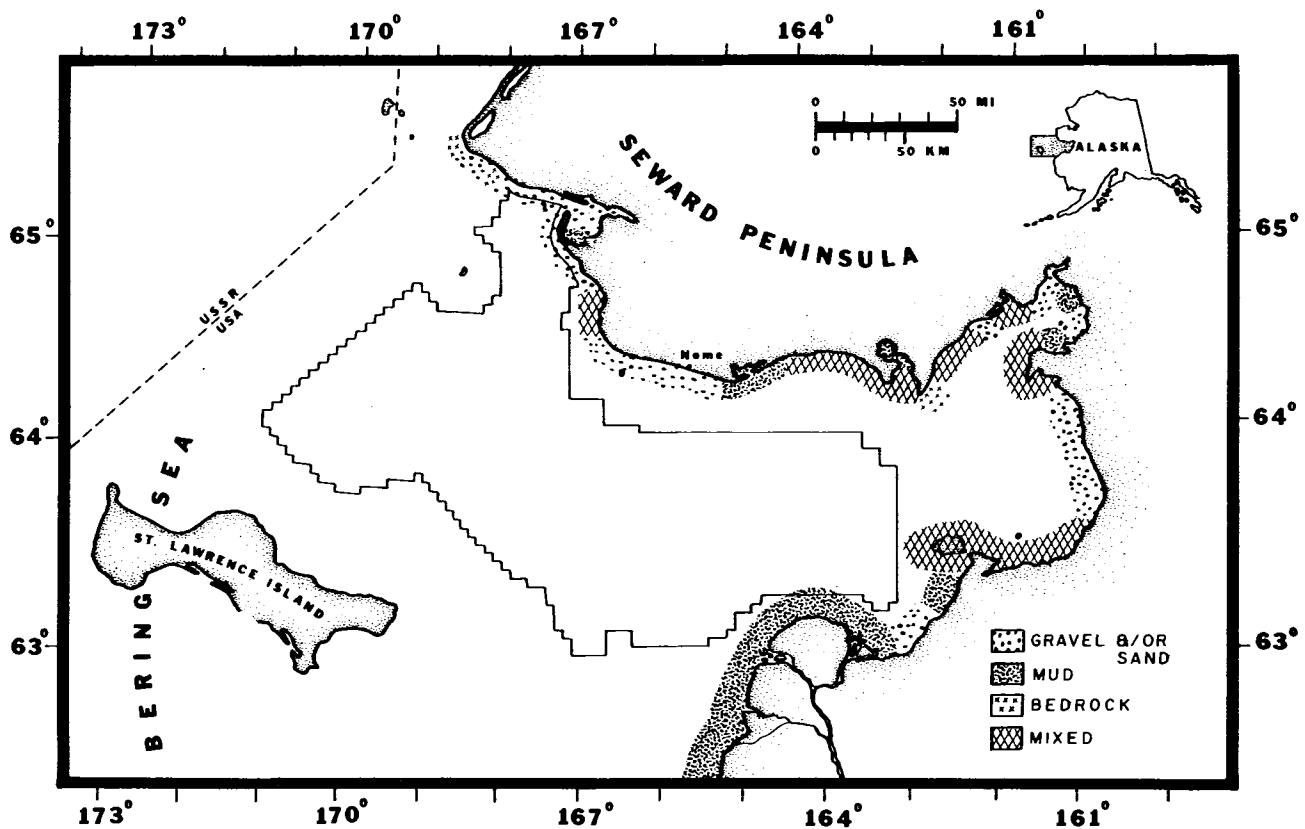 173° 170° 167° 164° 161°
0 50 MI
0 50 KM
ALASKA
SEWARD PENINSULA
65° 65°
USSR
USA
Nome
64° 64°
BERING SEA
ST. LAWRENCE ISLAND
63° 63°
GRAVEL &/OR
SAND
MUD
BEDROCK
MIXED
173° 170° 167° 164° 161°